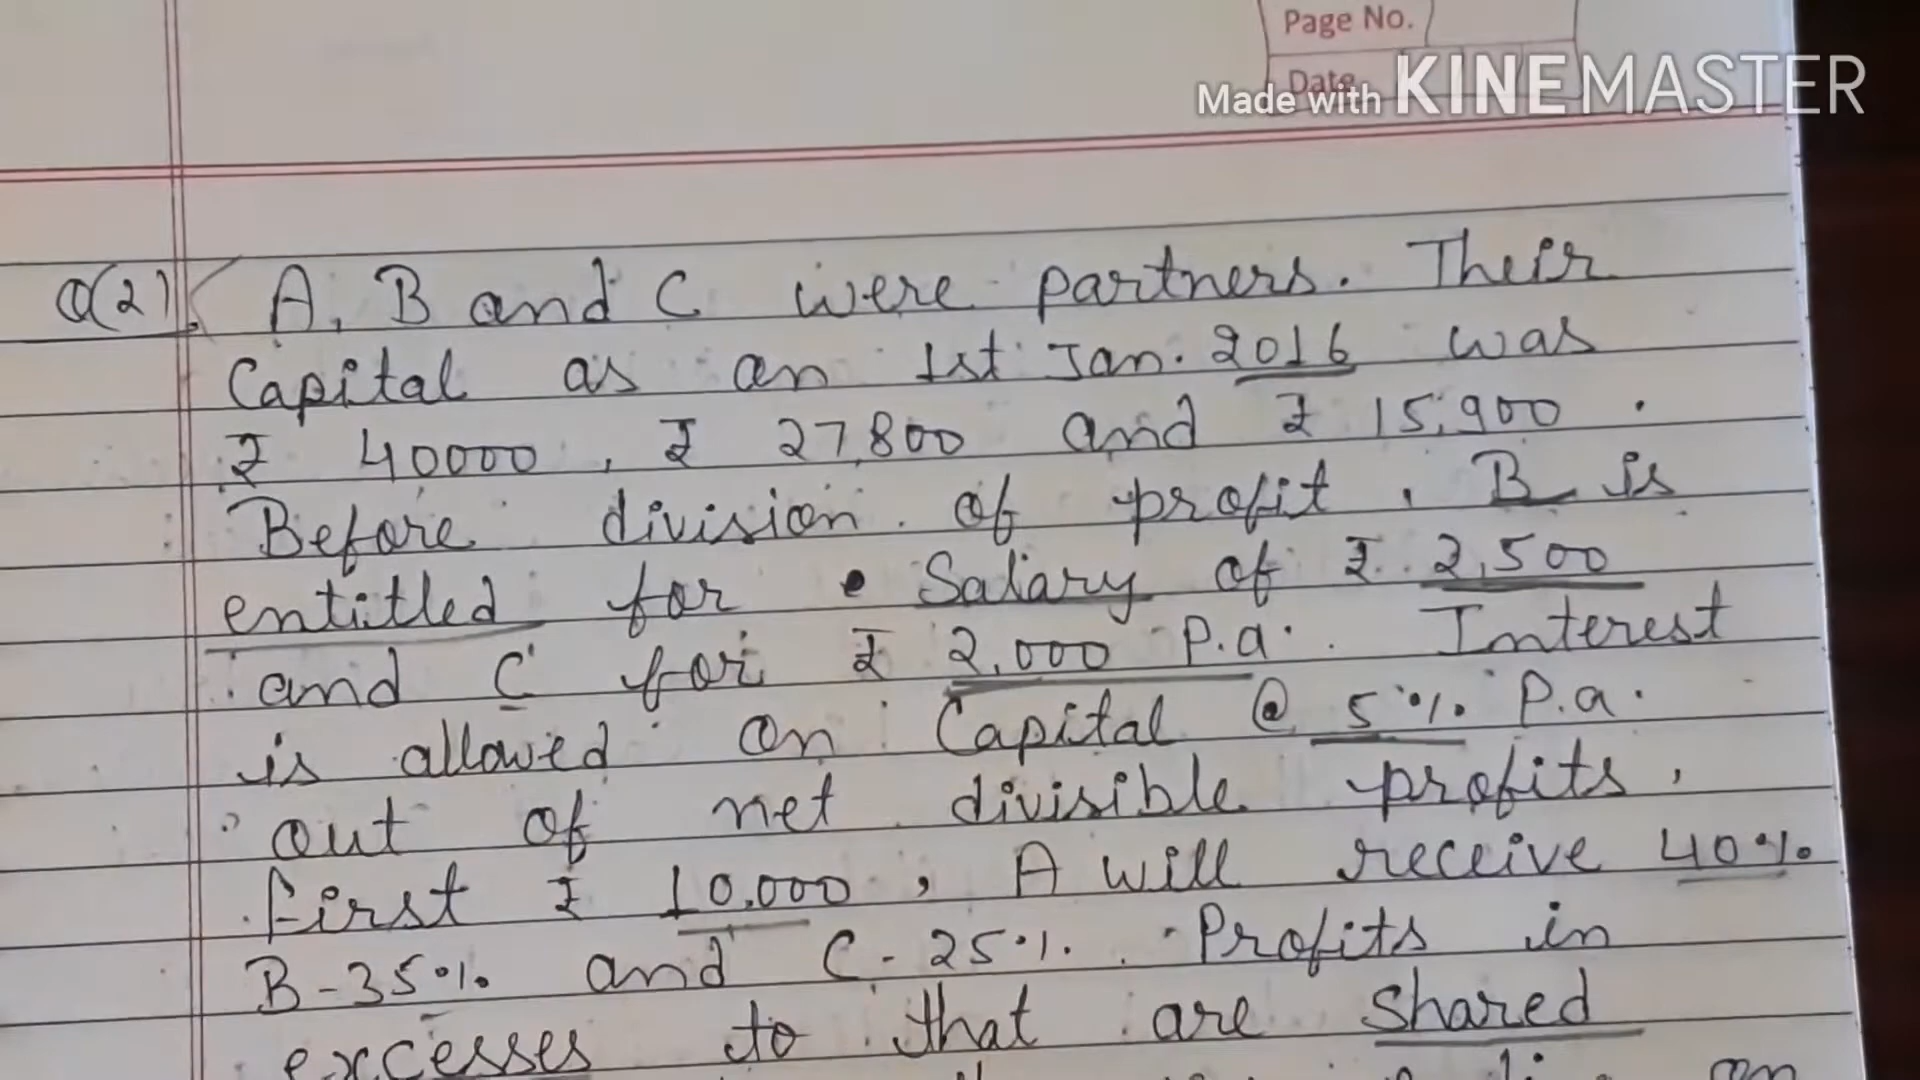 Page No.
Date
Made with KINEMASTER
Q(2). A, B and C were partners. Their
Capital as an 1st Jan. 2016 was
₹ 40000, ₹ 27,800 and ₹ 15,900.
Before division of profit, B is
entitled for Salary of ₹ 2,500
and C for ₹ 2,000 P.a. Interest
is allowed on Capital @ 5% P.a.
out of net divisible profits,
first ₹ 10,000, A will receive 40%
B-35% and C-25%. Profits in
excesses to that are shared